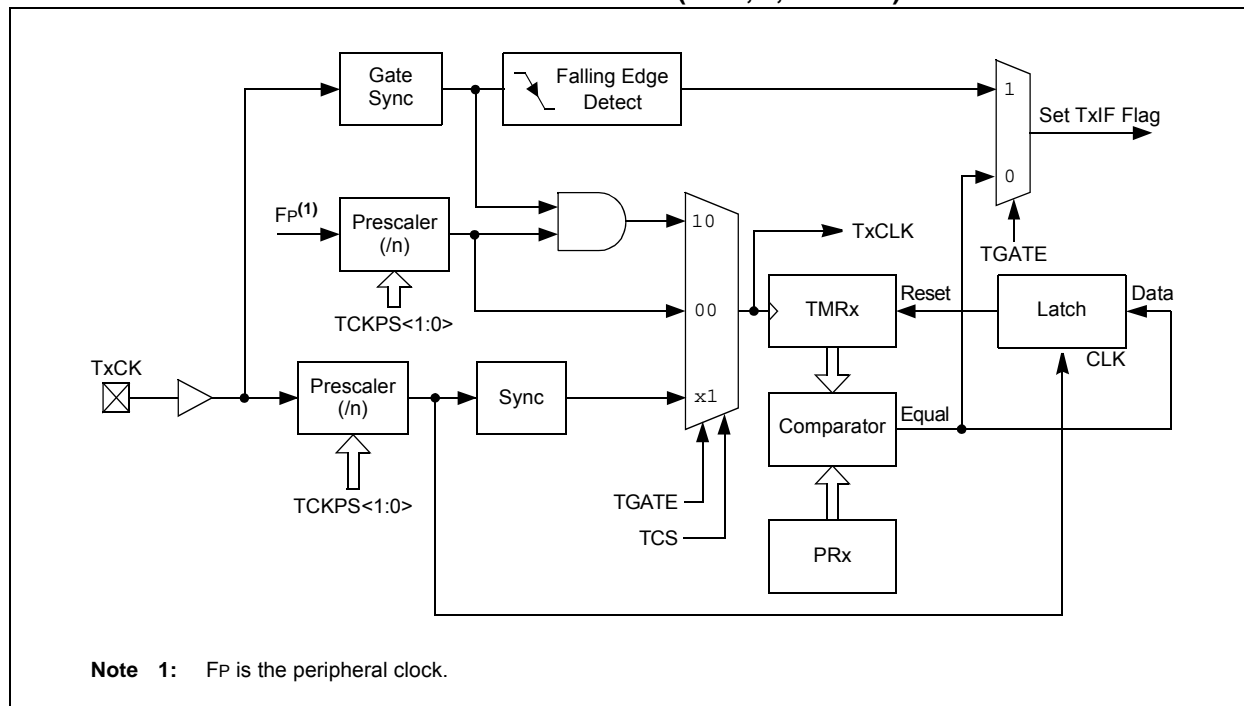 Gate
Sync
Falling Edge
Detect
1
Set TxIF Flag
0
FP(1)
Prescaler
(/n)
10
TxCLK
TGATE
TCKPS<1:0>
00
TMRx
Reset
Latch
Data
CLK
TxCK
Prescaler
(/n)
Sync
x1
Comparator
Equal
TCKPS<1:0>
TGATE
TCS
PRx
Note 1: FP is the peripheral clock.